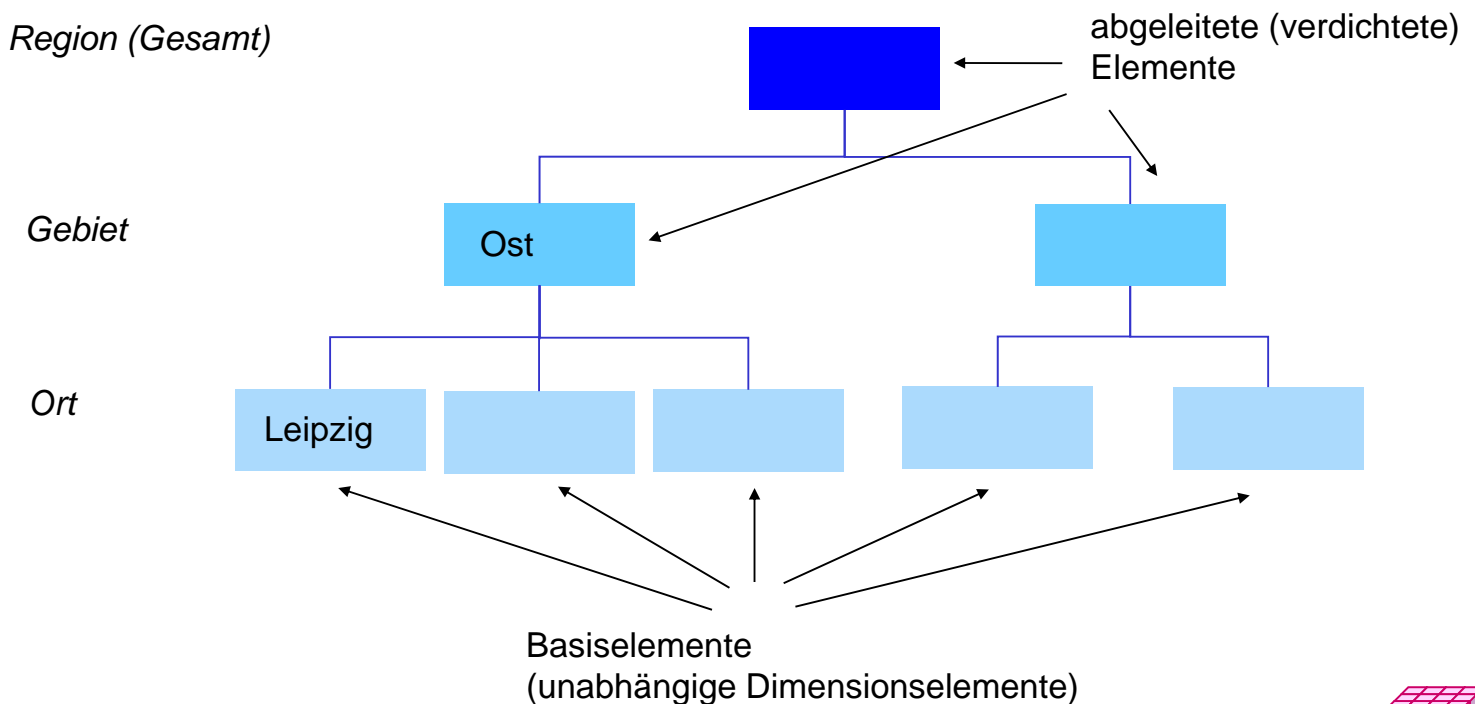 Region (Gesamt)
abgeleitete (verdichtete)
Elemente
Gebiet
Ost
Ort
Leipzig
Basiselemente
(unabhängige Dimensionselemente)